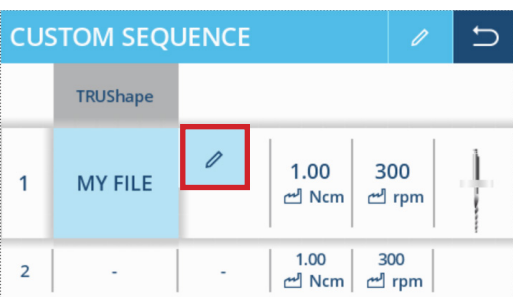 CUSTOM SEQUENCE
TRUShape
1 MY FILE 1.00 Ncm 300 rpm
2 - - 1.00 Ncm 300 rpm